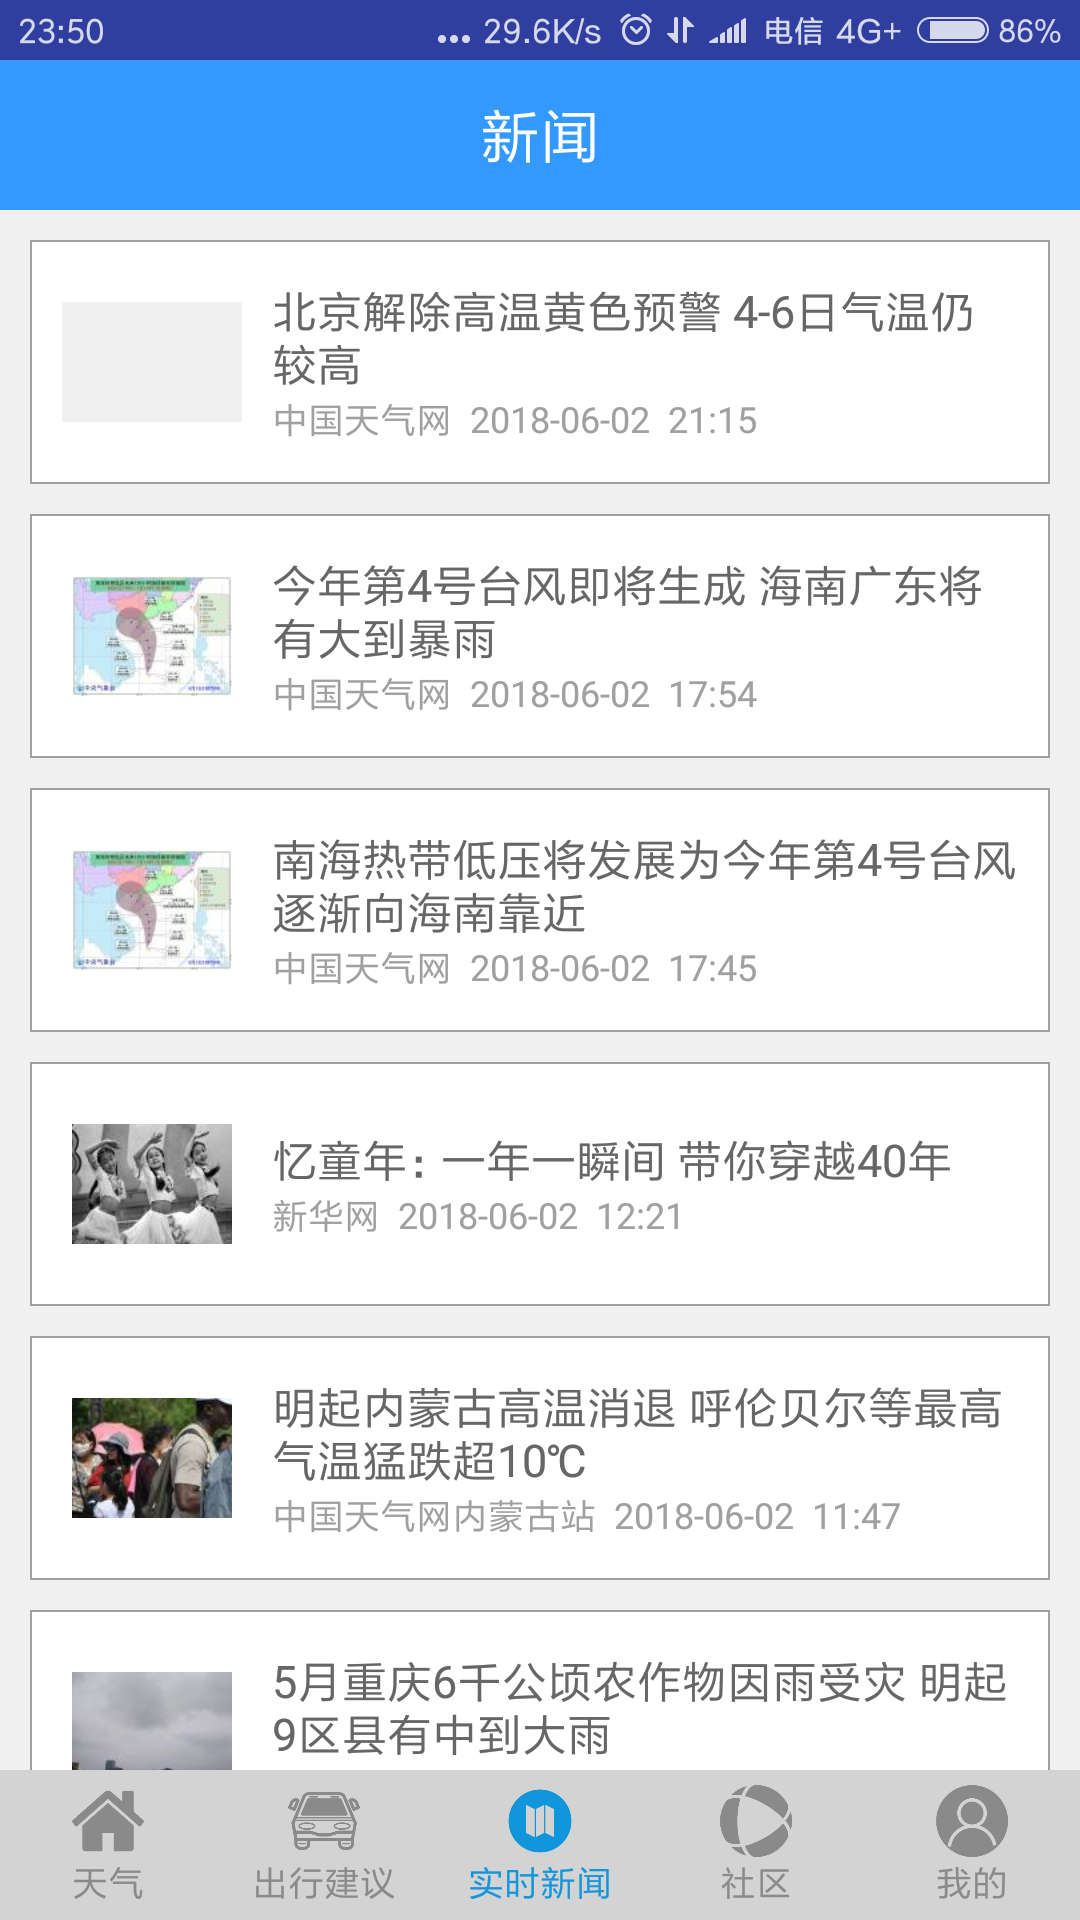 23:50 ... 29.6K/s 电信 4G+ 86%
新闻
北京解除高温黄色预警 4-6日气温仍
较高
中国天气网 2018-06-02 21:15
今年第4号台风即将生成 海南广东将
有大到暴雨
中国天气网 2018-06-02 17:54
南海热带低压将发展为今年第4号台风
逐渐向海南靠近
中国天气网 2018-06-02 17:45
忆童年：一年一瞬间 带你穿越40年
新华网 2018-06-02 12:21
明起内蒙古高温消退 呼伦贝尔等最高
气温猛跌超10℃
中国天气网内蒙古站 2018-06-02 11:47
5月重庆6千公顷农作物因雨受灾 明起
9区县有中到大雨
天气 出行建议 实时新闻 社区 我的